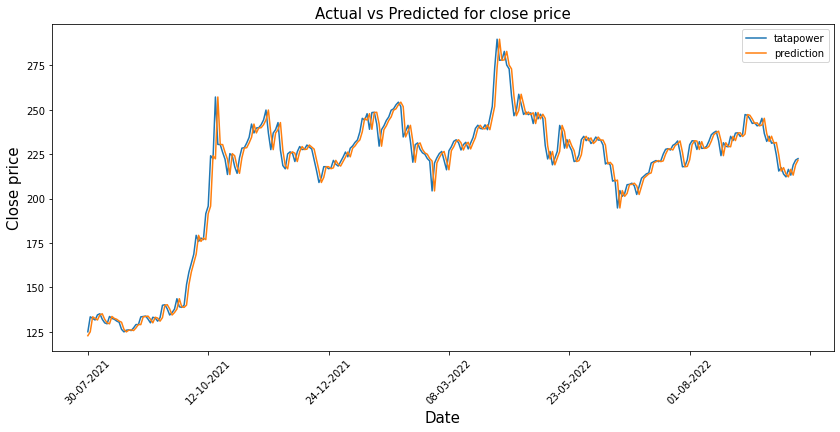 Actual vs Predicted for close price
tatapower
prediction
Close price
275
250
225
200
175
150
125
30-07-2021
12-10-2021
24-12-2021
08-03-2022
23-05-2022
01-08-2022
Date